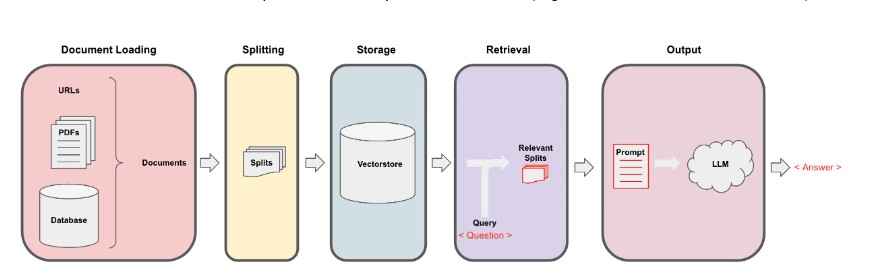 Document Loading
Splitting
Storage
Retrieval
Output
URLs
PDFs
Documents
Database
Splits
Vectorstore
Relevant
Splits
Query
< Question >
Prompt
LLM
< Answer >